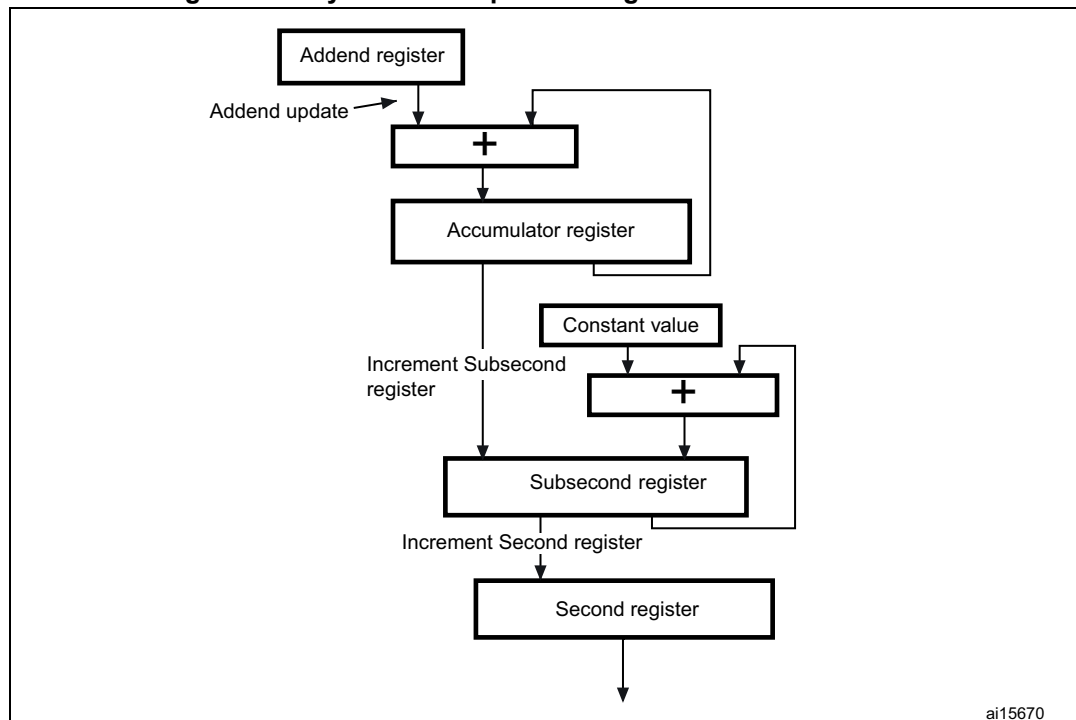 Addend register
Addend update
+
Accumulator register
Constant value
Increment Subsecond
register
+
Subsecond register
Increment Second register
Second register
ai15670